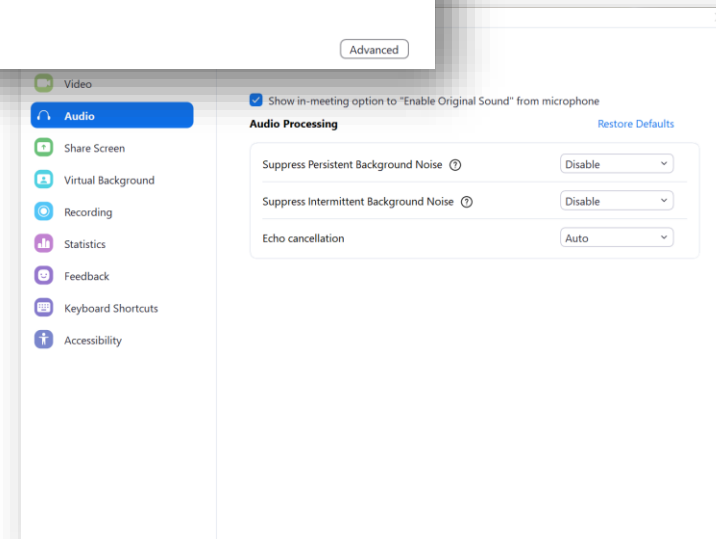 Advanced
Video
Audio
Share Screen
Virtual Background
Recording
Statistics
Feedback
Keyboard Shortcuts
Accessibility
Show in-meeting option to "Enable Original Sound" from microphone
Audio Processing Restore Defaults
Suppress Persistent Background Noise ? Disable
Suppress Intermittent Background Noise ? Disable
Echo cancellation Auto